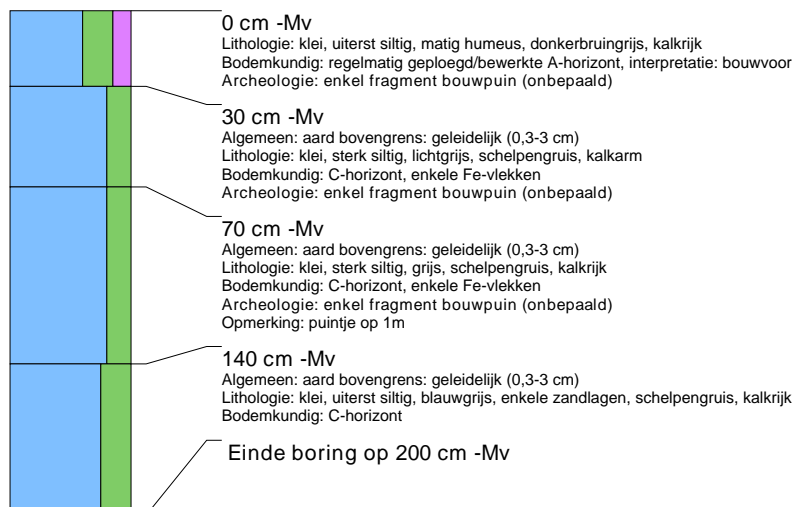 0 cm -Mv
Lithologie: klei, uiterst siltig, matig humeus, donkerbruingrijs, kalkrijk
Bodemkundig: regelmatig geploegd/bewerkte A-horizont, interpretatie: bouwvoor
Archeologie: enkel fragment bouwpuin (onbepaald)
30 cm -Mv
Algemeen: aard bovengrens: geleidelijk (0,3-3 cm)
Lithologie: klei, sterk siltig, lichtgrijs, schelpengruis, kalkarm
Bodemkundig: C-horizont, enkele Fe-vlekken
Archeologie: enkel fragment bouwpuin (onbepaald)
70 cm -Mv
Algemeen: aard bovengrens: geleidelijk (0,3-3 cm)
Lithologie: klei, sterk siltig, grijs, schelpengruis, kalkrijk
Bodemkundig: C-horizont, enkele Fe-vlekken
Archeologie: enkel fragment bouwpuin (onbepaald)
Opmerking: puintje op 1m
140 cm -Mv
Algemeen: aard bovengrens: geleidelijk (0,3-3 cm)
Lithologie: klei, uiterst siltig, blauwgrijs, enkele zandlagen, schelpengruis, kalkrijk
Bodemkundig: C-horizont
Einde boring op 200 cm -Mv